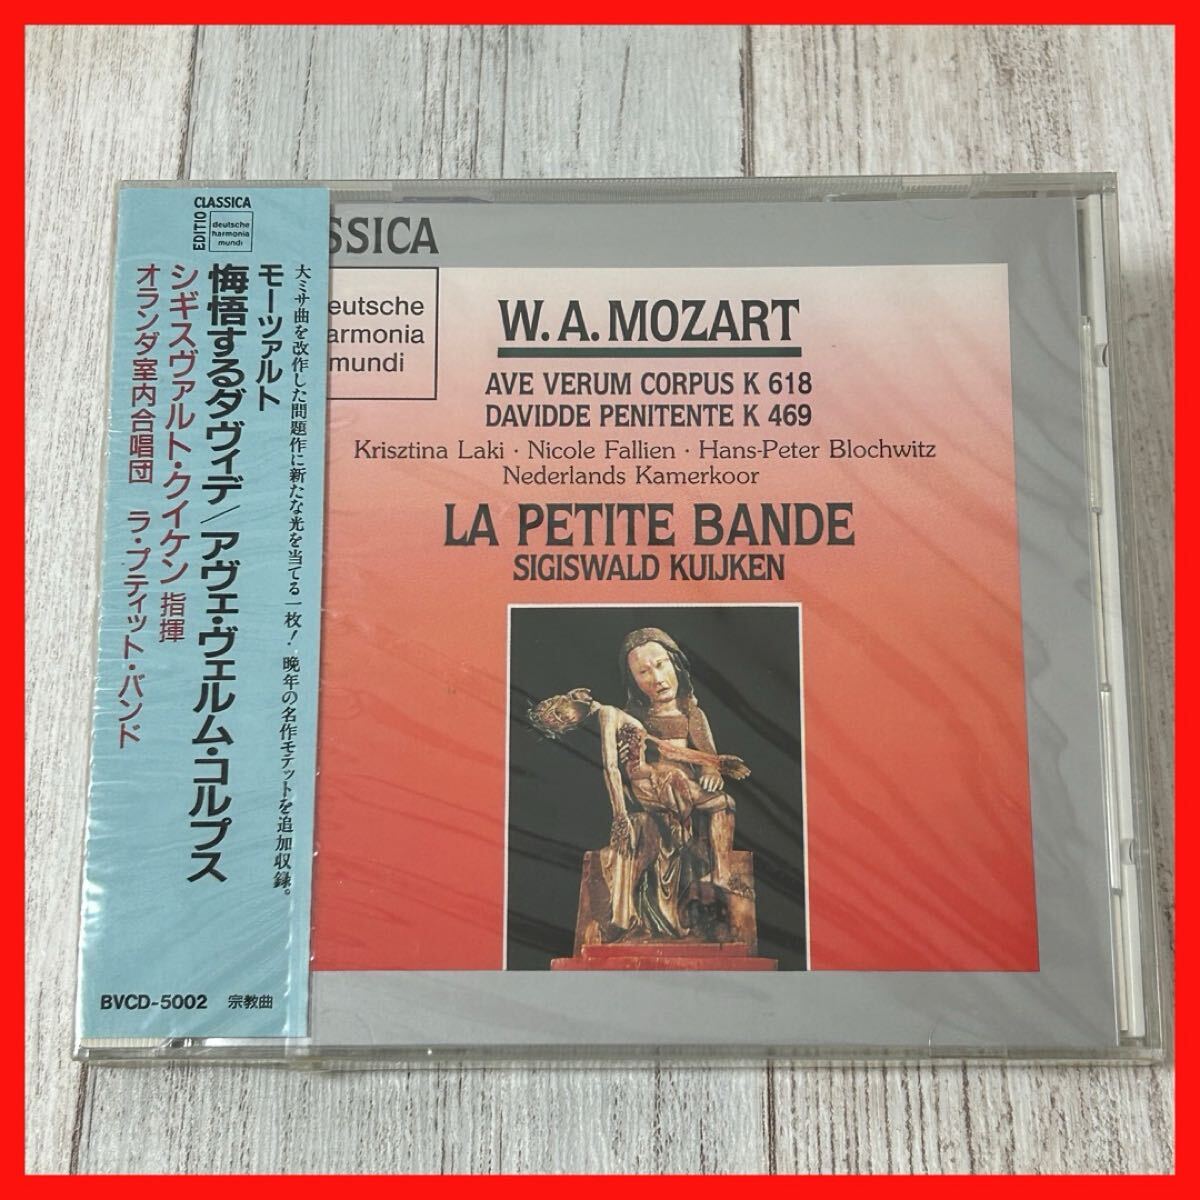 EDITIO
CLASSICA
deutsche
harmonia
mundi
大ミサ曲を改作した問題作に新たな光を当てる一枚! 晩年の名作モテットを追加収録。
モーツァルト
悔悟するダヴィデ/アヴェ・ヴェルム・コルプス
シギスヴァルト・クイケン 指揮
オランダ室内合唱団 ラ・プティット・バンド
BVCD-5002 宗教曲
SSICA
eutsche
armonia
mundi
W. A. MOZART
AVE VERUM CORPUS K 618
DAVIDDE PENITENTE K 469
Krisztina Laki · Nicole Fallien · Hans-Peter Blochwitz
Nederlands Kamerkoor
LA PETITE BANDE
SIGISWALD KUIJKEN